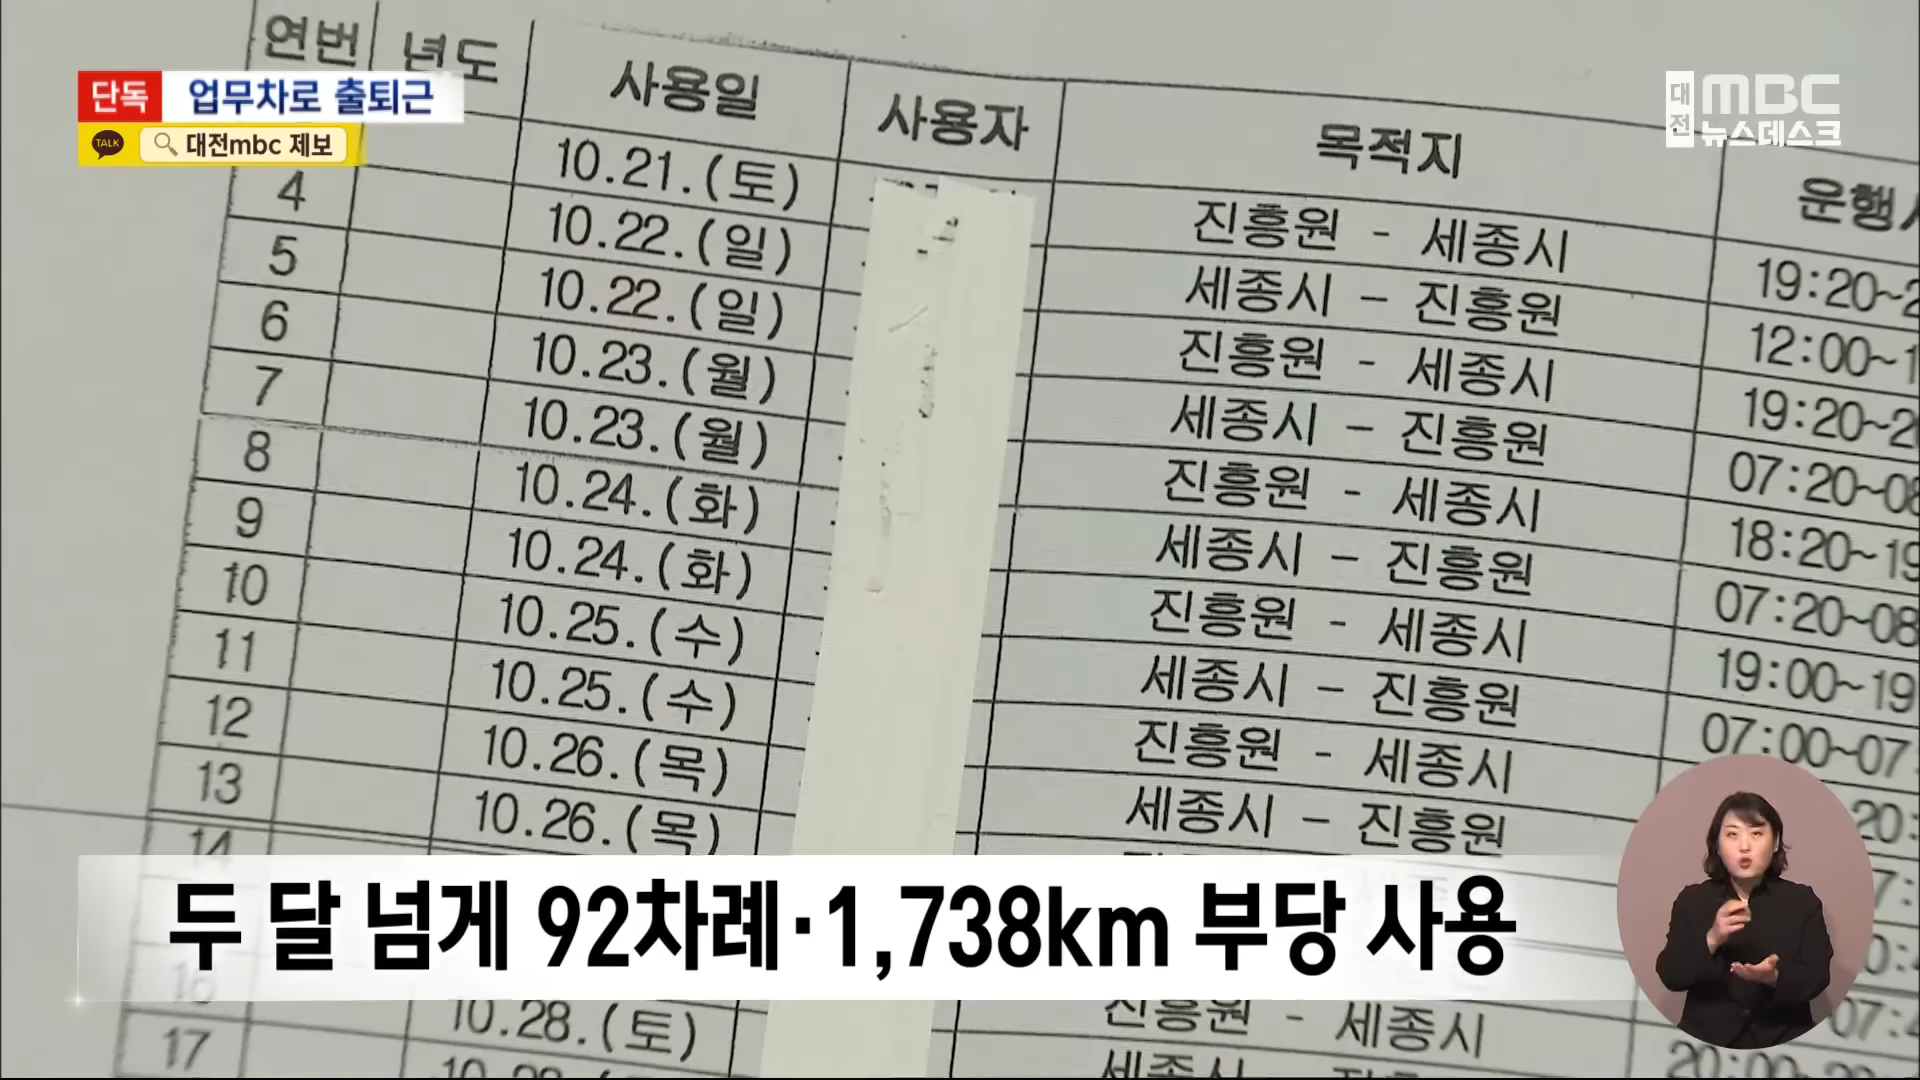 단독 업무차로 출퇴근
TALK 대전mbc 제보
대전 MBC 뉴스데스크
연번 년도 사용일 사용자 목적지 운행
10.21.(토) 진흥원 - 세종시 19:20~2
4 10.22.(일) 세종시 – 진흥원 12:00~1
5 10.22.(일) 진흥원 - 세종시 19:20~2
6 10.23.(월) 세종시 – 진흥원 07:20~08
7 10.23.(월) 진흥원 - 세종시 18:20~19
8 10.24.(화) 세종시 – 진흥원 07:20~08
9 10.24.(화) 진흥원 - 세종시 19:00~19
10 10.25.(수) 세종시 – 진흥원 07:00~07
11 10.25.(수) 진흥원 - 세종시 20:
12 10.26.(목) 세종시 – 진흥원
13 10.26.(목)
14
두 달 넘게 92차례·1,738km 부당 사용
16 10.28.(토) 진흥원 - 세종시
17 세종시 20:00